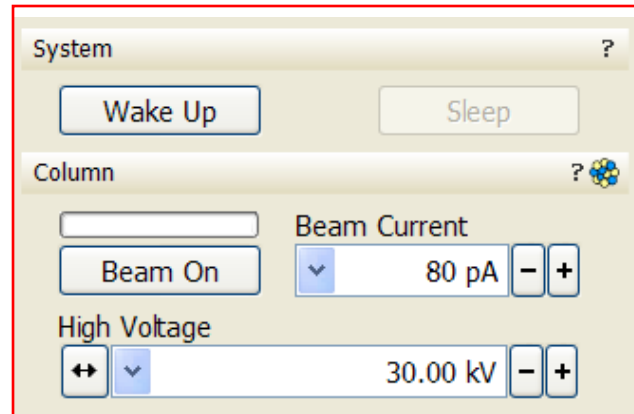 System ?
Wake Up Sleep
Column ?
Beam Current
Beam On 80 pA - +
High Voltage
↔ 30.00 kV - +